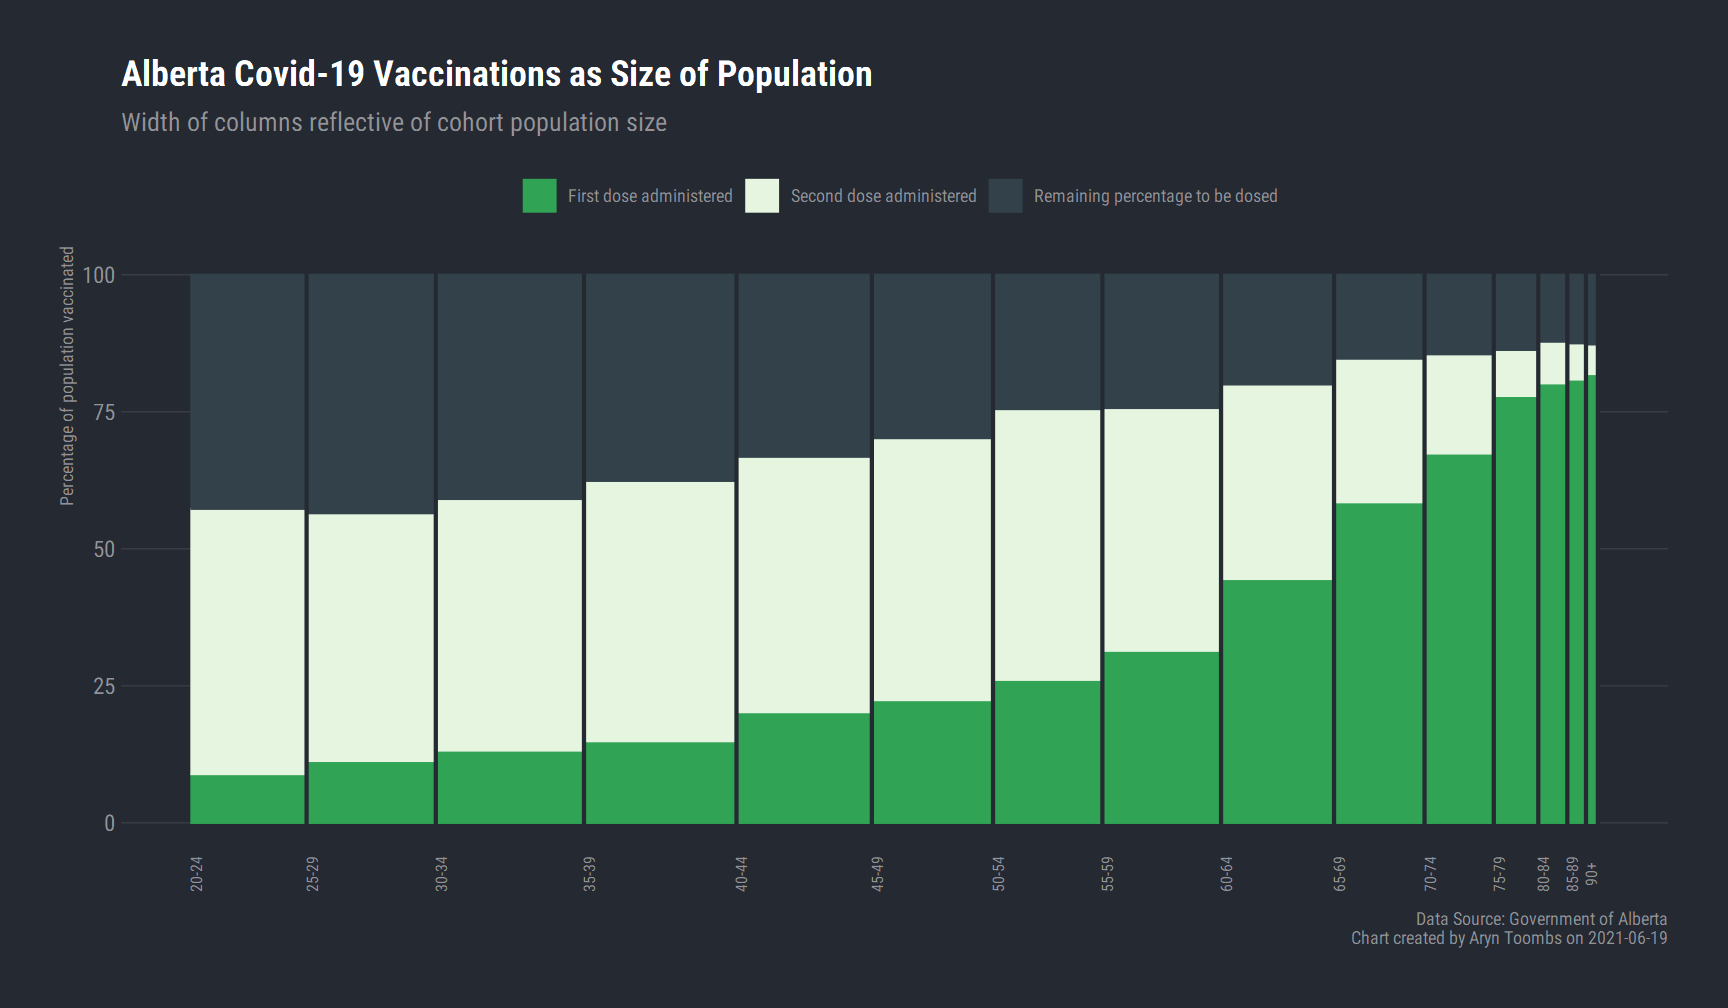 Alberta Covid-19 Vaccinations as Size of Population
Width of columns reflective of cohort population size
First dose administered
Second dose administered
Remaining percentage to be dosed
Percentage of population vaccinated
100
75
50
25
0
20-24
25-29
30-34
35-39
40-44
45-49
50-54
55-59
60-64
65-69
70-74
75-79
80-84
85-89
90+
Data Source: Government of Alberta
Chart created by Aryn Toombs on 2021-06-19